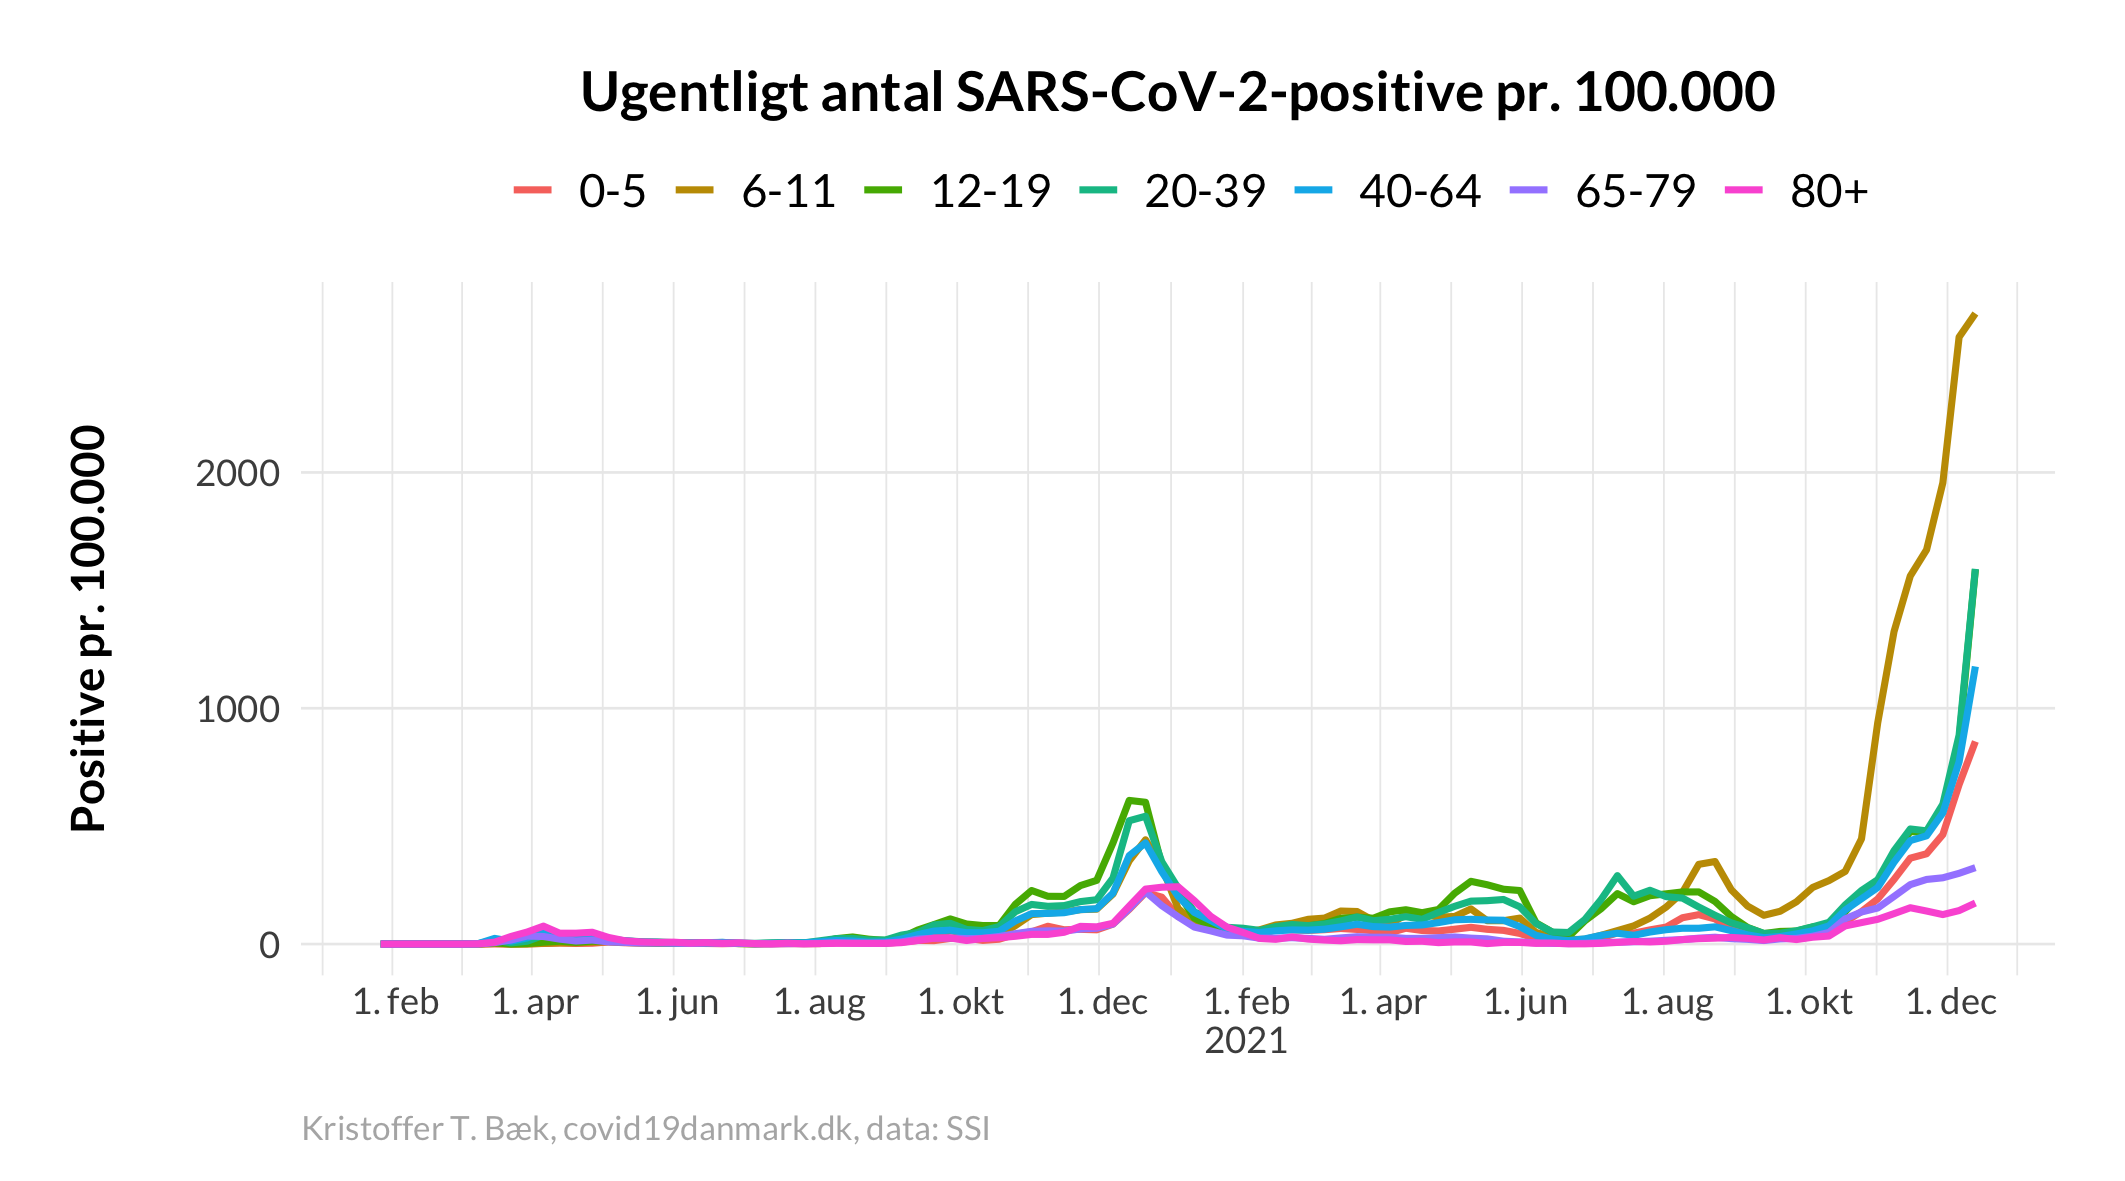 Ugentligt antal SARS-CoV-2-positive pr. 100.000
0-5 6-11 12-19 20-39 40-64 65-79 80+
Positive pr. 100.000
2000
1000
0
1. feb 1. apr 1. jun 1. aug 1. okt 1. dec 1. feb 1. apr 1. jun 1. aug 1. okt 1. dec
2021
Kristoffer T. Bæk, covid19danmark.dk, data: SSI